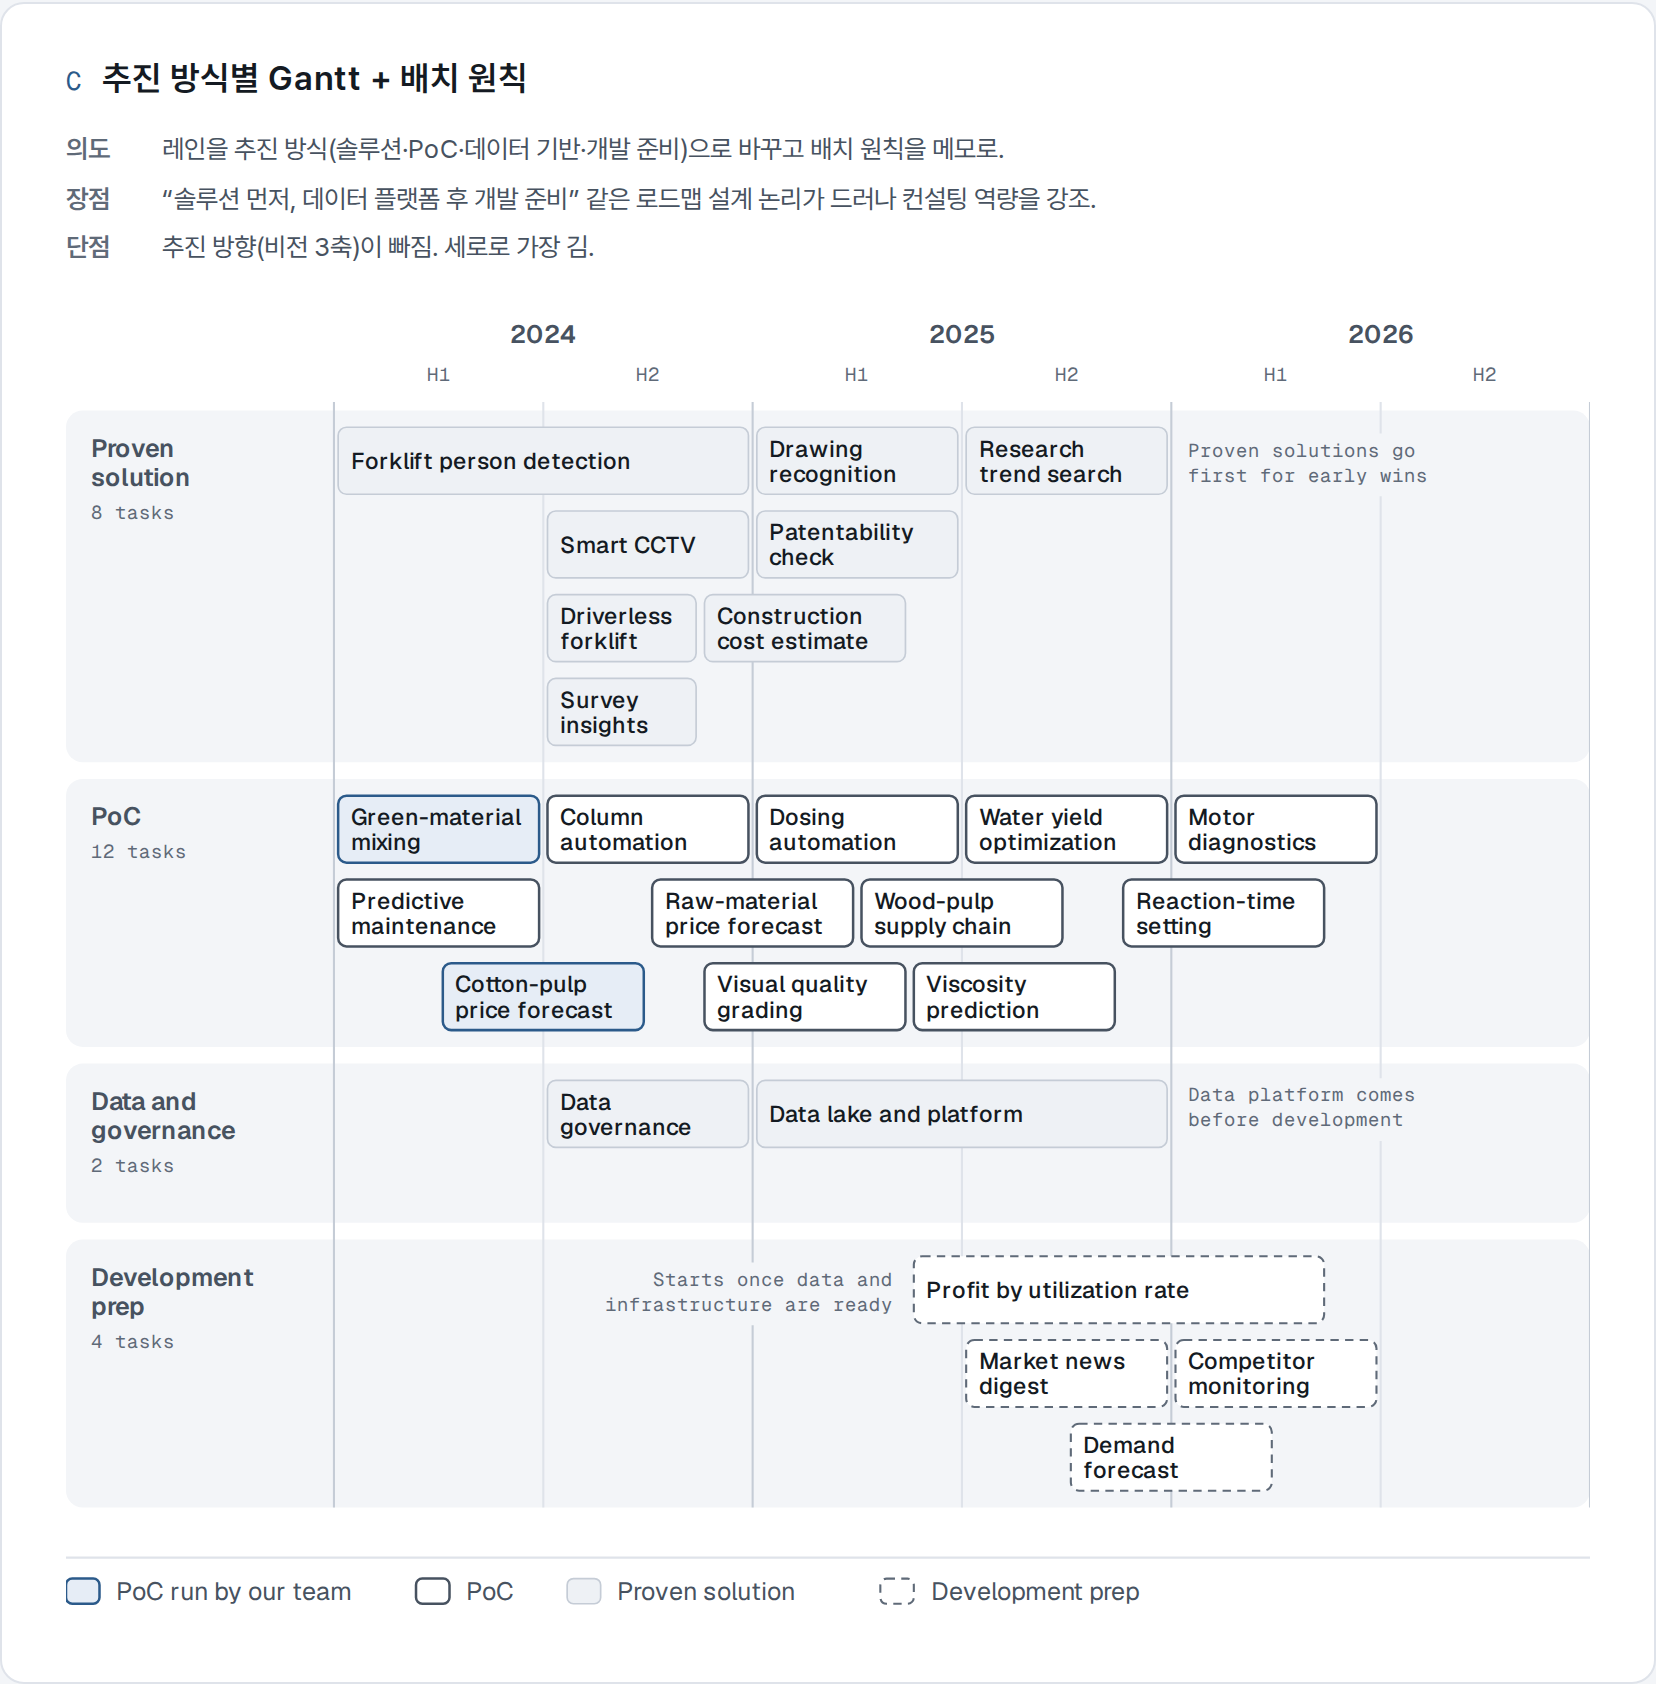 C 추진 방식별 Gantt + 배치 원칙
의도 레인을 추진 방식(솔루션·PoC·데이터 기반·개발 준비)으로 바꾸고 배치 원칙을 메모로.
장점 “솔루션 먼저, 데이터 플랫폼 후 개발 준비” 같은 로드맵 설계 논리가 드러나 컨설팅 역량을 강조.
단점 추진 방향(비전 3축)이 빠짐. 세로로 가장 김.
2024 2025 2026
H1 H2 H1 H2 H1 H2
Proven
solution
8 tasks
Forklift person detection
Drawing
recognition
Research
trend search
Proven solutions go
first for early wins
Smart CCTV
Patentability
check
Driverless
forklift
Construction
cost estimate
Survey
insights
PoC
12 tasks
Green-material
mixing
Column
automation
Dosing
automation
Water yield
optimization
Motor
diagnostics
Predictive
maintenance
Raw-material
price forecast
Wood-pulp
supply chain
Reaction-time
setting
Cotton-pulp
price forecast
Visual quality
grading
Viscosity
prediction
Data and
governance
2 tasks
Data
governance
Data lake and platform
Data platform comes
before development
Development
prep
4 tasks
Starts once data and
infrastructure are ready
Profit by utilization rate
Market news
digest
Competitor
monitoring
Demand
forecast
PoC run by our team PoC Proven solution Development prep